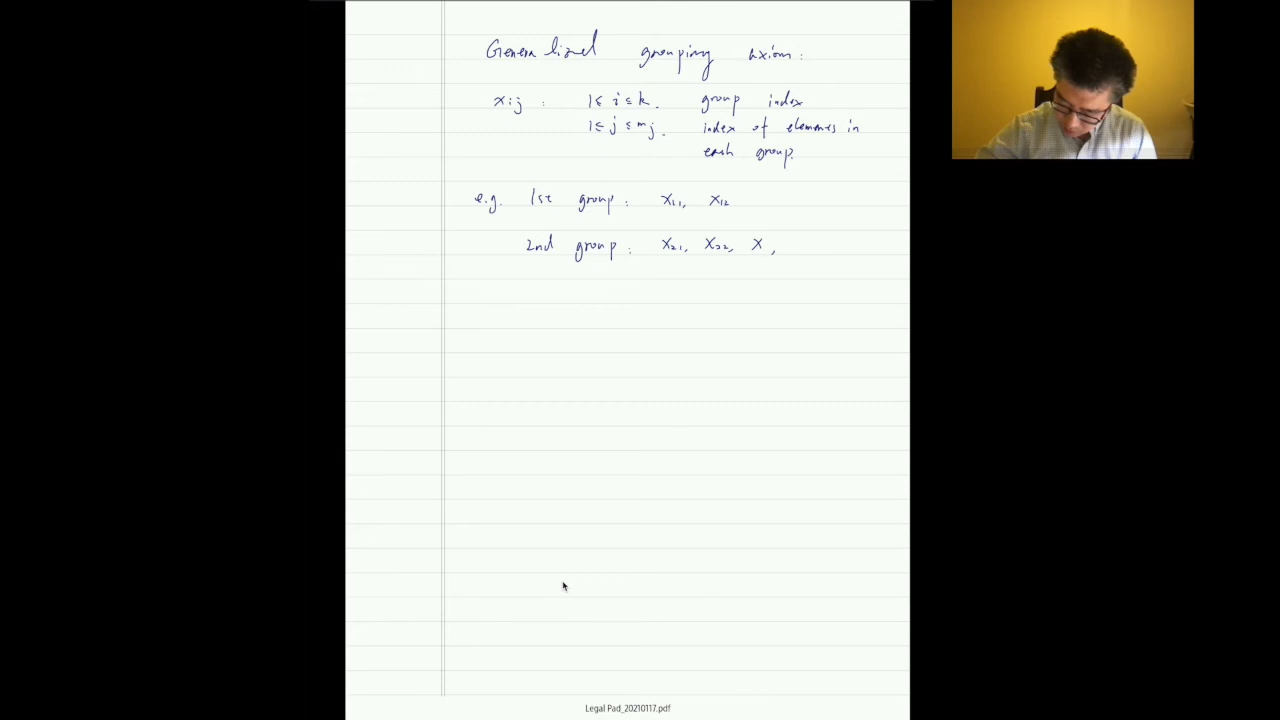 Generalized grouping axiom:
xij : 1 ≤ i ≤ k. group index
1 ≤ j ≤ mj. index of elements in
each group.
e.g. 1st group: x11, x12
2nd group: x21, x22, x ,
Legal Pad_20210117.pdf